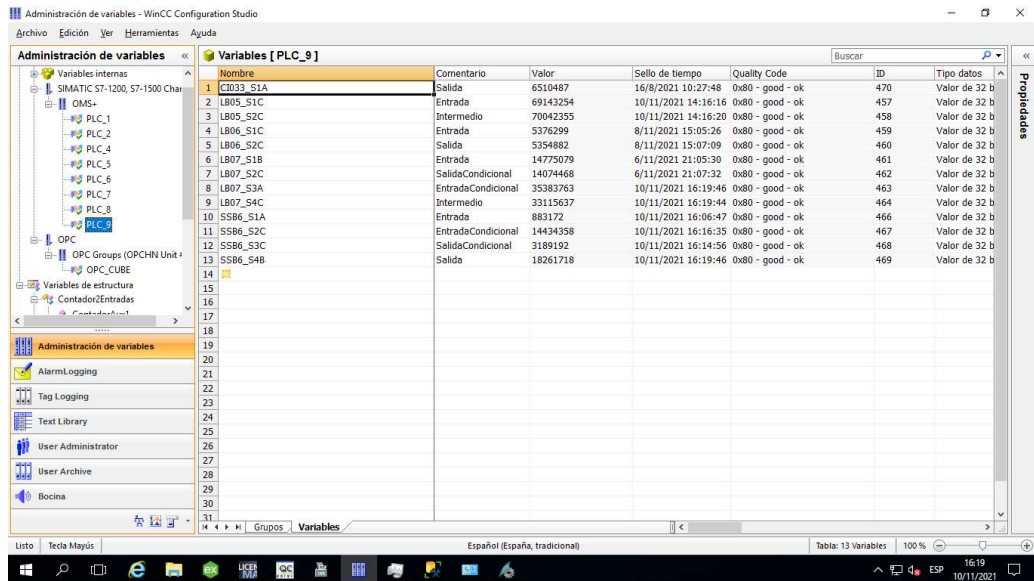 Administración de variables - WinCC Configuration Studio
Archivo Edición Ver Herramientas Ayuda
Administración de variables «
Variables internas
SIMATIC S7-1200, S7-1500 Chan
OMS+
PLC_1
PLC_2
PLC_4
PLC_5
PLC_6
PLC_7
PLC_8
PLC_9
OPC
OPC Groups (OPCHN Unit #
OPC_CUBE
Variables de estructura
Contador2Entradas
ContadorAux1
Administración de variables
AlarmLogging
Tag Logging
Text Library
User Administrator
User Archive
Bocina
Variables [ PLC_9 ] Buscar
Nombre Comentario Valor Sello de tiempo Quality Code ID Tipo datos
1 CI033_S1A Salida 6510487 16/8/2021 10:27:48 0x80 - good - ok 470 Valor de 32 b
2 LB05_S1C Entrada 69143254 10/11/2021 14:16:16 0x80 - good - ok 457 Valor de 32 b
3 LB05_S2C Intermedio 70042355 10/11/2021 14:16:20 0x80 - good - ok 458 Valor de 32 b
4 LB06_S1C Entrada 5376299 8/11/2021 15:05:26 0x80 - good - ok 459 Valor de 32 b
5 LB06_S2C Salida 5354882 8/11/2021 15:07:09 0x80 - good - ok 460 Valor de 32 b
6 LB07_S1B Entrada 14775079 6/11/2021 21:05:30 0x80 - good - ok 461 Valor de 32 b
7 LB07_S2C SalidaCondicional 14074468 6/11/2021 21:07:32 0x80 - good - ok 462 Valor de 32 b
8 LB07_S3A EntradaCondicional 35383763 10/11/2021 16:19:46 0x80 - good - ok 463 Valor de 32 b
9 LB07_S4C Intermedio 33115637 10/11/2021 16:19:44 0x80 - good - ok 464 Valor de 32 b
10 SSB6_S1A Entrada 883172 10/11/2021 16:06:47 0x80 - good - ok 466 Valor de 32 b
11 SSB6_S2C EntradaCondicional 14434358 10/11/2021 16:16:35 0x80 - good - ok 467 Valor de 32 b
12 SSB6_S3C SalidaCondicional 3189192 10/11/2021 16:14:56 0x80 - good - ok 468 Valor de 32 b
13 SSB6_S4B Salida 18261718 10/11/2021 16:19:46 0x80 - good - ok 469 Valor de 32 b
14
15
16
17
18
19
20
21
22
23
24
25
26
27
28
29
30
31
Grupos Variables
« Propiedades
Listo Tecla Mayús Español (España, tradicional) Tabla: 13 Variables 100 %
ex LICEN MA QC ESP 16:19
10/11/2021